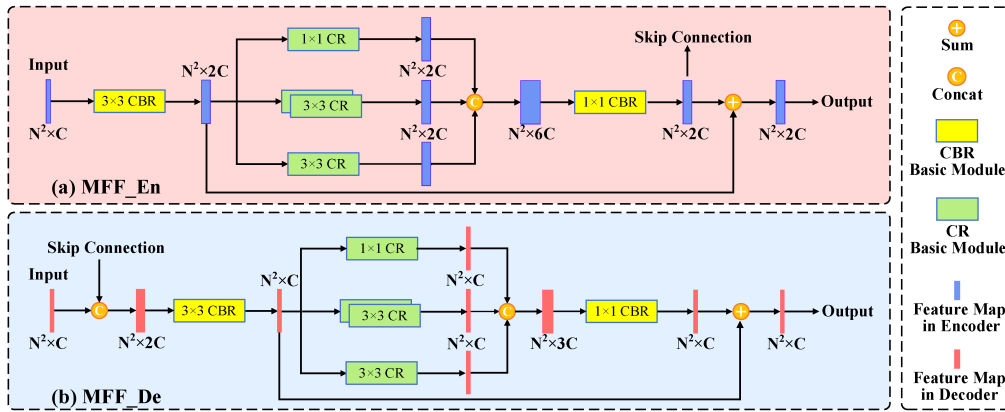 Input
N²×C
3×3 CBR
N²×2C
1×1 CR
N²×2C
3×3 CR
N²×2C
3×3 CR
C
N²×6C
1×1 CBR
Skip Connection
N²×2C
+
N²×2C
Output
(a) MFF_En
Skip Connection
Input
N²×C
C
N²×2C
3×3 CBR
N²×C
1×1 CR
N²×C
3×3 CR
N²×C
3×3 CR
C
N²×3C
1×1 CBR
N²×C
+
N²×C
Output
(b) MFF_De
+
Sum
C
Concat
CBR
Basic Module
CR
Basic Module
Feature Map
in Encoder
Feature Map
in Decoder